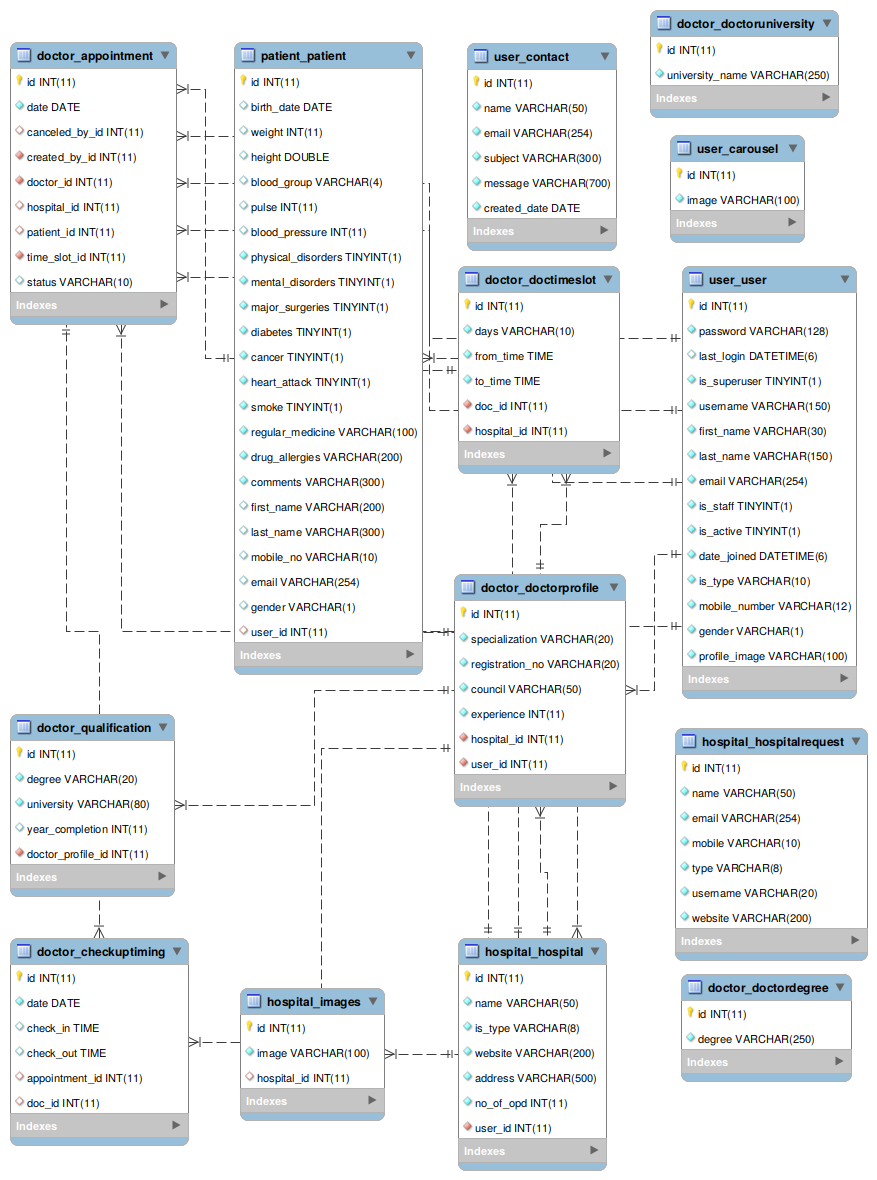 doctor_appointment
id INT(11)
date DATE
canceled_by_id INT(11)
created_by_id INT(11)
doctor_id INT(11)
hospital_id INT(11)
patient_id INT(11)
time_slot_id INT(11)
status VARCHAR(10)
Indexes
patient_patient
id INT(11)
birth_date DATE
weight INT(11)
height DOUBLE
blood_group VARCHAR(4)
pulse INT(11)
blood_pressure INT(11)
physical_disorders TINYINT(1)
mental_disorders TINYINT(1)
major_surgeries TINYINT(1)
diabetes TINYINT(1)
cancer TINYINT(1)
heart_attack TINYINT(1)
smoke TINYINT(1)
regular_medicine VARCHAR(100)
drug_allergies VARCHAR(200)
comments VARCHAR(300)
first_name VARCHAR(200)
last_name VARCHAR(300)
mobile_no VARCHAR(10)
email VARCHAR(254)
gender VARCHAR(1)
user_id INT(11)
Indexes
user_contact
id INT(11)
name VARCHAR(50)
email VARCHAR(254)
subject VARCHAR(300)
message VARCHAR(700)
created_date DATE
Indexes
doctor_doctoruniversity
id INT(11)
university_name VARCHAR(250)
Indexes
user_carousel
id INT(11)
image VARCHAR(100)
Indexes
doctor_doctimeslot
id INT(11)
days VARCHAR(10)
from_time TIME
to_time TIME
doc_id INT(11)
hospital_id INT(11)
Indexes
user_user
id INT(11)
password VARCHAR(128)
last_login DATETIME(6)
is_superuser TINYINT(1)
username VARCHAR(150)
first_name VARCHAR(30)
last_name VARCHAR(150)
email VARCHAR(254)
is_staff TINYINT(1)
is_active TINYINT(1)
date_joined DATETIME(6)
is_type VARCHAR(10)
mobile_number VARCHAR(12)
gender VARCHAR(1)
profile_image VARCHAR(100)
Indexes
doctor_doctorprofile
id INT(11)
specialization VARCHAR(20)
registration_no VARCHAR(20)
council VARCHAR(50)
experience INT(11)
hospital_id INT(11)
user_id INT(11)
Indexes
doctor_qualification
id INT(11)
degree VARCHAR(20)
university VARCHAR(80)
year_completion INT(11)
doctor_profile_id INT(11)
Indexes
hospital_hospitalrequest
id INT(11)
name VARCHAR(50)
email VARCHAR(254)
mobile VARCHAR(10)
type VARCHAR(8)
username VARCHAR(20)
website VARCHAR(200)
Indexes
doctor_checkuptiming
id INT(11)
date DATE
check_in TIME
check_out TIME
appointment_id INT(11)
doc_id INT(11)
Indexes
hospital_images
id INT(11)
image VARCHAR(100)
hospital_id INT(11)
Indexes
hospital_hospital
id INT(11)
name VARCHAR(50)
is_type VARCHAR(8)
website VARCHAR(200)
address VARCHAR(500)
no_of_opd INT(11)
user_id INT(11)
Indexes
doctor_doctordegree
id INT(11)
degree VARCHAR(250)
Indexes